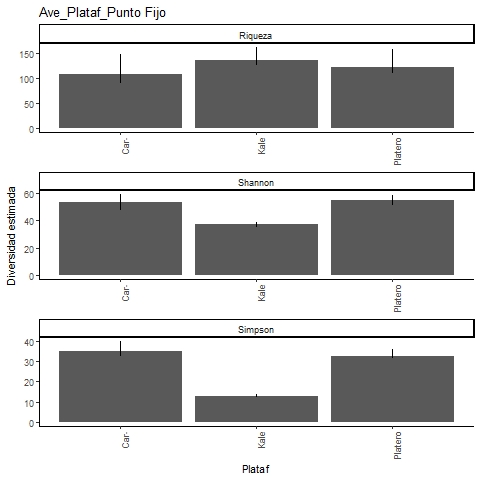 Ave_Plataf_Punto Fijo
Riqueza
150
100
50
0
Car-
Kale
Platero
Shannon
60
40
20
0
Car-
Kale
Platero
Simpson
40
30
20
10
0
Car-
Kale
Platero
Diversidad estimada
Plataf